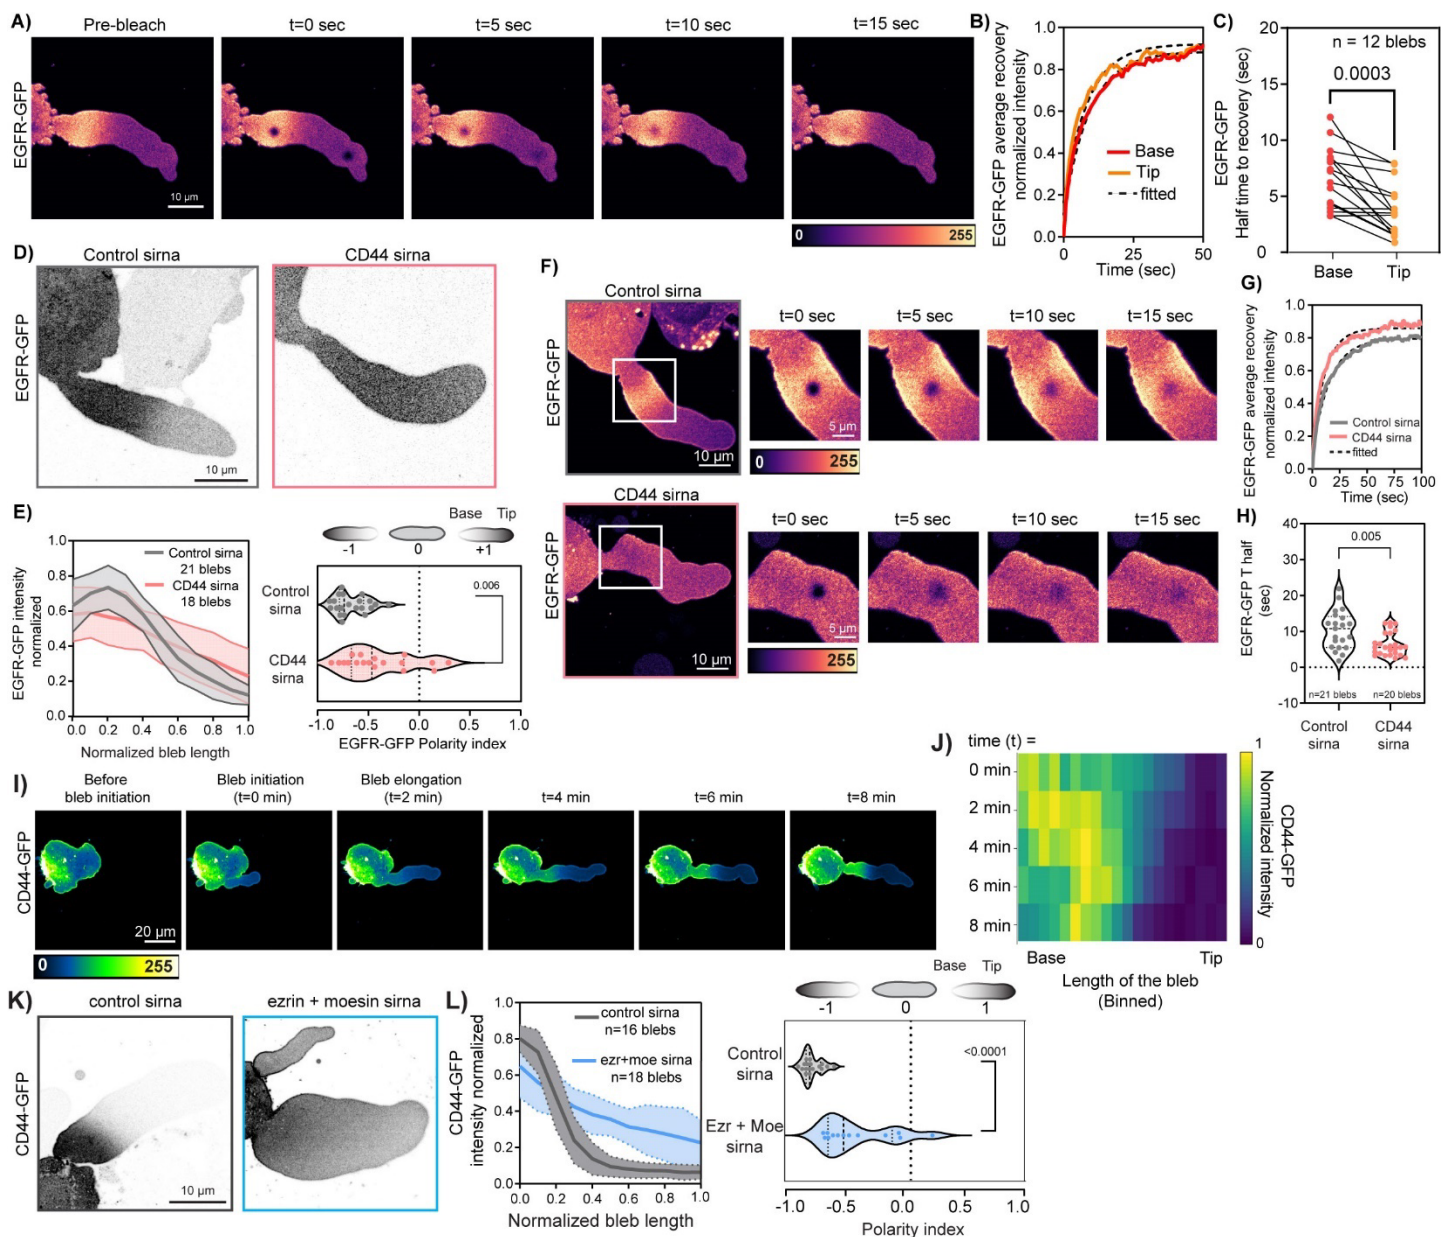 A)
Pre-bleach
t=0 sec
t=5 sec
t=10 sec
t=15 sec
EGFR-GFP
10 µm
0
255
B)
EGFR-GFP average recovery
normalized intensity
1.0
0.8
0.6
0.4
0.2
0.0
Base
Tip
fitted
0
25
50
Time (sec)
C)
EGFR-GFP
Half time to recovery (sec)
n = 12 blebs
0.0003
20
15
10
5
0
Base
Tip
D)
Control sirna
CD44 sirna
EGFR-GFP
10 µm
E)
EGFR-GFP intensity
normalized
1.0
0.8
0.6
0.4
0.2
0.0
Control sirna
21 blebs
CD44 sirna
18 blebs
0.0
0.2
0.4
0.6
0.8
1.0
Normalized bleb length
Base
Tip
-1
0
+1
Control
sirna
CD44
sirna
0.006
-1.0
-0.5
0.0
0.5
1.0
EGFR-GFP Polarity index
F)
Control sirna
EGFR-GFP
10 µm
t=0 sec
t=5 sec
t=10 sec
t=15 sec
5 µm
0
255
CD44 sirna
EGFR-GFP
10 µm
t=0 sec
t=5 sec
t=10 sec
t=15 sec
5 µm
0
255
G)
EGFR-GFP average recovery
normalized intensity
1.0
0.8
0.6
0.4
0.2
0.0
Control sirna
CD44 sirna
fitted
0
25
50
75
100
Time (sec)
H)
EGFR-GFP T half
(sec)
40
30
20
10
0
-10
0.005
n=21 blebs
n=20 blebs
Control
sirna
CD44
sirna
I)
Before
bleb initiation
Bleb initiation
(t=0 min)
Bleb elongation
(t=2 min)
t=4 min
t=6 min
t=8 min
CD44-GFP
20 µm
0
255
J)
time (t) =
0 min
2 min
4 min
6 min
8 min
Base
Tip
Length of the bleb
(Binned)
1
0
Normalized intensity
CD44-GFP
K)
control sirna
ezrin + moesin sirna
CD44-GFP
10 µm
L)
CD44-GFP
intensity normalized
1.0
0.8
0.6
0.4
0.2
0.0
control sirna
n=16 blebs
ezr+moe sirna
n=18 blebs
0.0
0.2
0.4
0.6
0.8
1.0
Normalized bleb length
Base
Tip
-1
0
1
Control
sirna
Ezr + Moe
sirna
<0.0001
-1.0
-0.5
0.0
0.5
1.0
Polarity index